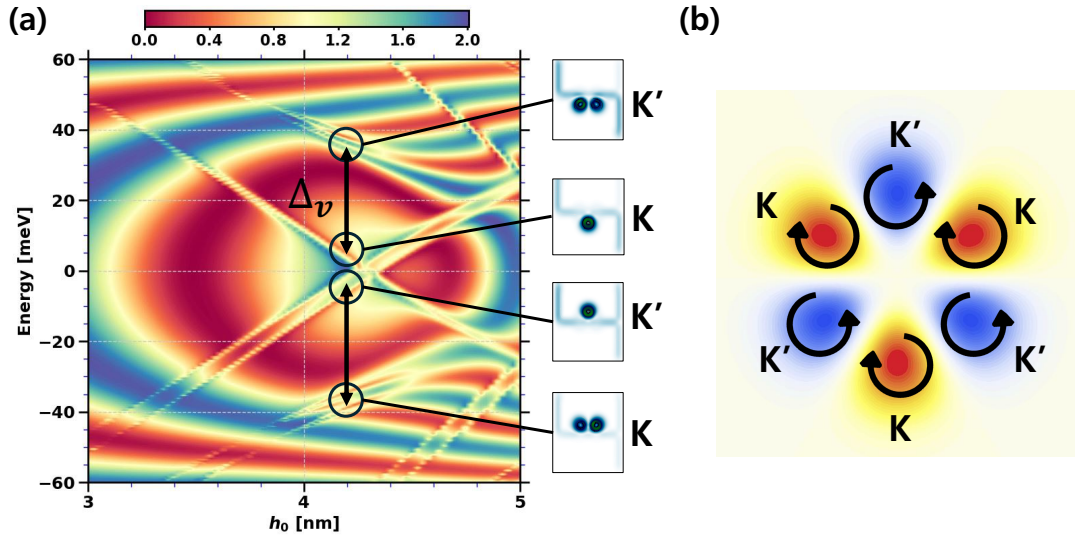 (a)
0.0 0.4 0.8 1.2 1.6 2.0
60
40
20
0
−20
−40
−60
Energy [meV]
3 4 5
h₀ [nm]
Δᵥ
K′
K
K′
K
(b)
K′
K K
K′ K′
K